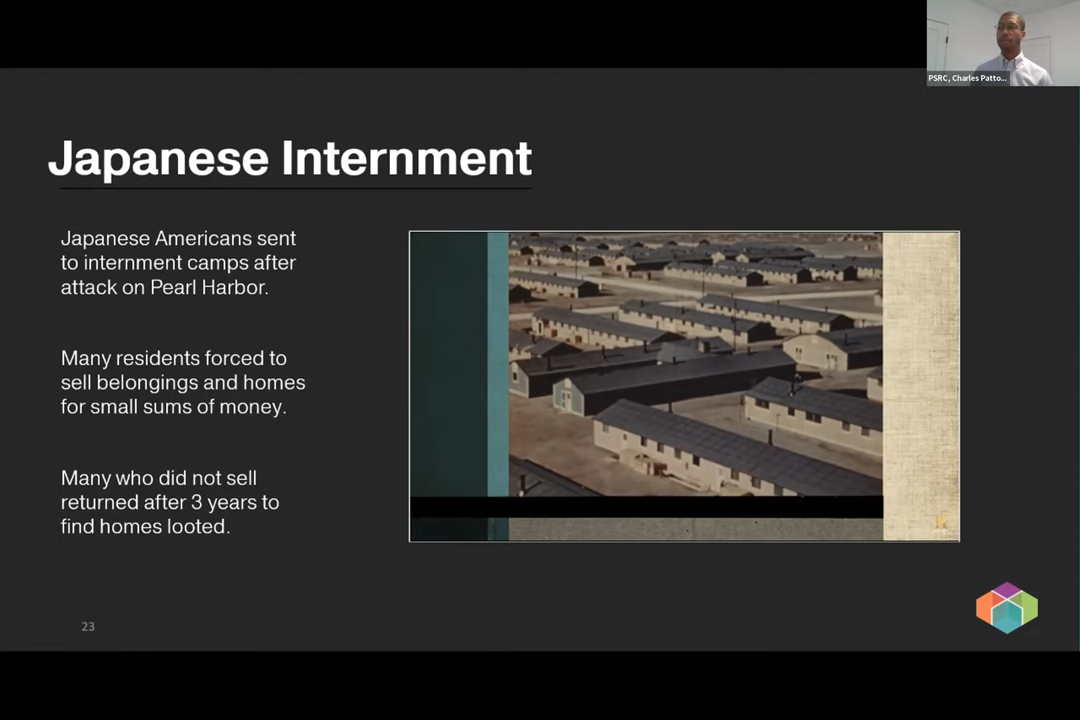 PSRC, Charles Patto...
Japanese Internment
Japanese Americans sent
to internment camps after
attack on Pearl Harbor.
Many residents forced to
sell belongings and homes
for small sums of money.
Many who did not sell
returned after 3 years to
find homes looted.
23